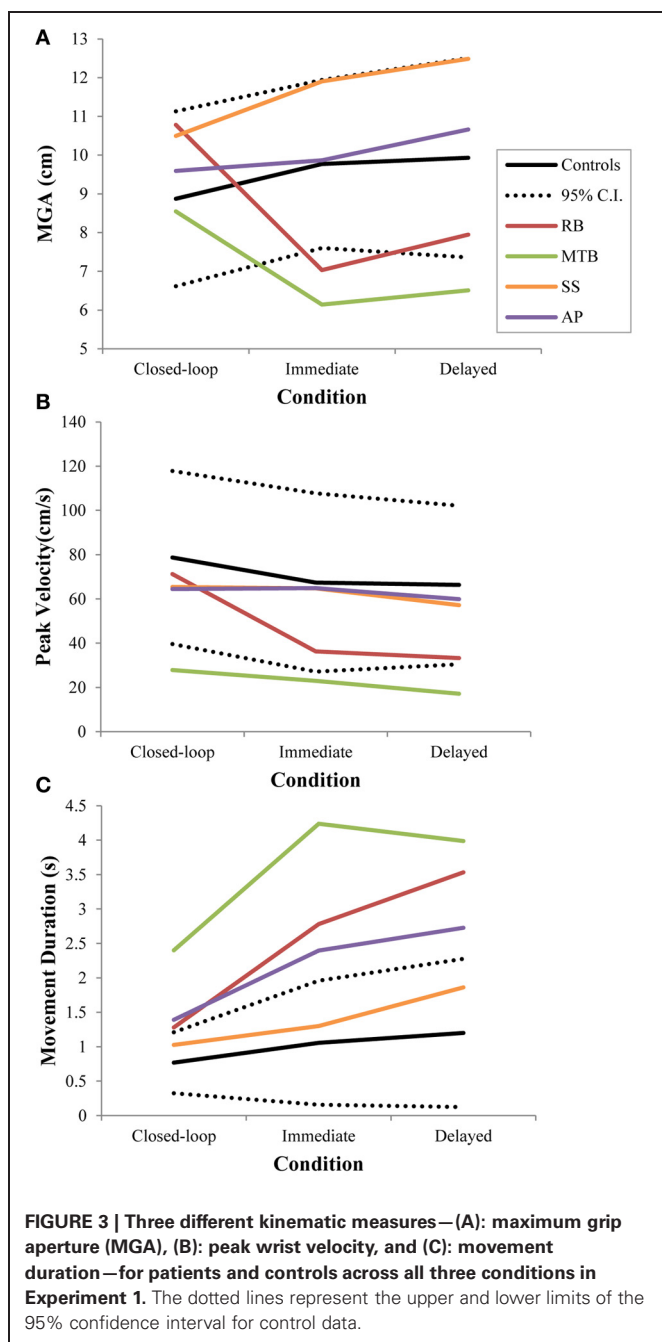 A
MGA (cm)
13
12
11
10
9
8
7
6
5
Closed-loop
Immediate
Delayed
Condition
Controls
95% C.I.
RB
MTB
SS
AP
B
Peak Velocity(cm/s)
140
120
100
80
60
40
20
0
Closed-loop
Immediate
Delayed
Condition
C
Movement Duration (s)
4.5
4
3.5
3
2.5
2
1.5
1
0.5
0
Closed-loop
Immediate
Delayed
Condition
FIGURE 3 | Three different kinematic measures—(A): maximum grip
aperture (MGA), (B): peak wrist velocity, and (C): movement
duration—for patients and controls across all three conditions in
Experiment 1. The dotted lines represent the upper and lower limits of the
95% confidence interval for control data.